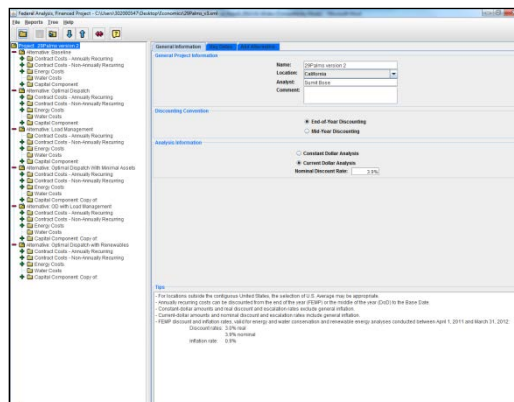 Federal Analysis, Financed Project - C:\Users\202000347\Desktop\Economics\29Palms_v3.xml
File Reports Tree Help
Project: 29Palms version 2
Alternative: Baseline
Contract Costs - Annually Recurring
Contract Costs - Non-Annually Recurring
Energy Costs
Water Costs
Capital Component
Alternative: Optimal Dispatch
Contract Costs - Annually Recurring
Contract Costs - Non-Annually Recurring
Energy Costs
Water Costs
Capital Component
Alternative: Load Management
Contract Costs - Annually Recurring
Contract Costs - Non-Annually Recurring
Energy Costs
Water Costs
Capital Component
Alternative: Optimal Dispatch With Minimal Assets
Contract Costs - Annually Recurring
Contract Costs - Non-Annually Recurring
Energy Costs
Water Costs
Capital Component: Copy of
Alternative: OD with Load Management
Contract Costs - Annually Recurring
Contract Costs - Non-Annually Recurring
Energy Costs
Water Costs
Capital Component: Copy of
Alternative: Optimal Dispatch with Renewables
Contract Costs - Annually Recurring
Contract Costs - Non-Annually Recurring
Energy Costs
Water Costs
Capital Component: Copy of
General Information
General Project Information
Name: 29Palms version 2
Location: California
Analyst: Sumit Bose
Comment:
Discounting Convention
End-of-Year Discounting
Mid-Year Discounting
Analysis Information
Constant Dollar Analysis
Current Dollar Analysis
Nominal Discount Rate: 3.9%
Tips
- For locations outside the contiguous United States, the selection of U.S. Average may be appropriate.
- Annually recurring costs can be discounted from the end of the year (FEMP) or the middle of the year (DoD) to the Base Date.
- Constant-dollar amounts and real discount and escalation rates exclude general inflation.
- Current-dollar amounts and nominal discount and escalation rates include general inflation.
- FEMP discount and inflation rates, valid for energy and water conservation and renewable energy analyses conducted between April 1, 2011 and March 31, 2012:
Discount rates: 3.0% real
3.9% nominal
Inflation rate: 0.9%